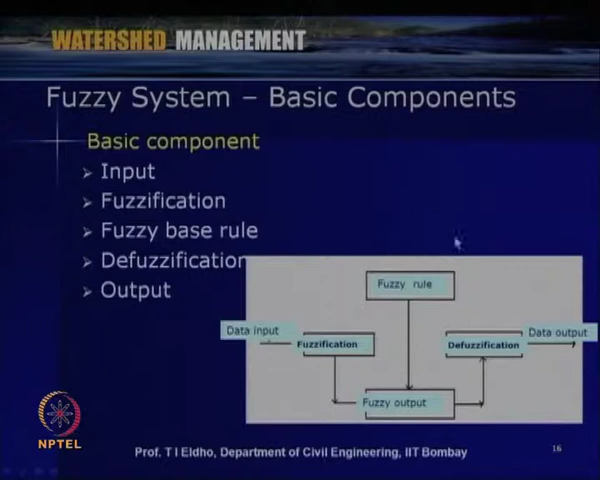 WATERSHED MANAGEMENT
Fuzzy System – Basic Components
Basic component
Input
Fuzzification
Fuzzy base rule
Defuzzification
Output
Fuzzy rule
Data input
Data output
Fuzzification
Defuzzification
Fuzzy output
NPTEL
Prof. T I Eldho, Department of Civil Engineering, IIT Bombay
16